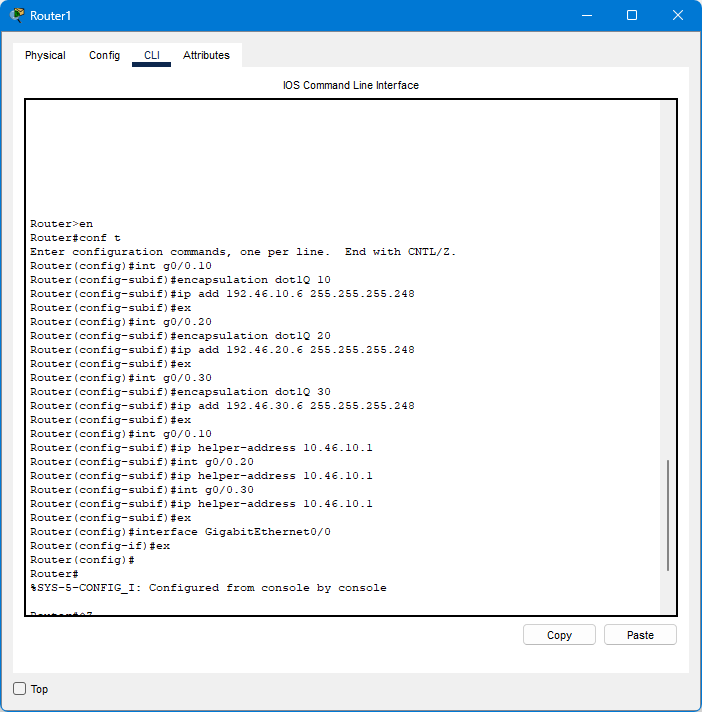 Router1
Physical Config CLI Attributes
IOS Command Line Interface
Router>en
Router#conf t
Enter configuration commands, one per line.  End with CNTL/Z.
Router(config)#int g0/0.10
Router(config-subif)#encapsulation dot1Q 10
Router(config-subif)#ip add 192.46.10.6 255.255.255.248
Router(config-subif)#ex
Router(config)#int g0/0.20
Router(config-subif)#encapsulation dot1Q 20
Router(config-subif)#ip add 192.46.20.6 255.255.255.248
Router(config-subif)#ex
Router(config)#int g0/0.30
Router(config-subif)#encapsulation dot1Q 30
Router(config-subif)#ip add 192.46.30.6 255.255.255.248
Router(config-subif)#ex
Router(config)#int g0/0.10
Router(config-subif)#ip helper-address 10.46.10.1
Router(config-subif)#int g0/0.20
Router(config-subif)#ip helper-address 10.46.10.1
Router(config-subif)#int g0/0.30
Router(config-subif)#ip helper-address 10.46.10.1
Router(config-subif)#ex
Router(config)#interface GigabitEthernet0/0
Router(config-if)#ex
Router(config)#
Router#
%SYS-5-CONFIG_I: Configured from console by console
Copy Paste
Top